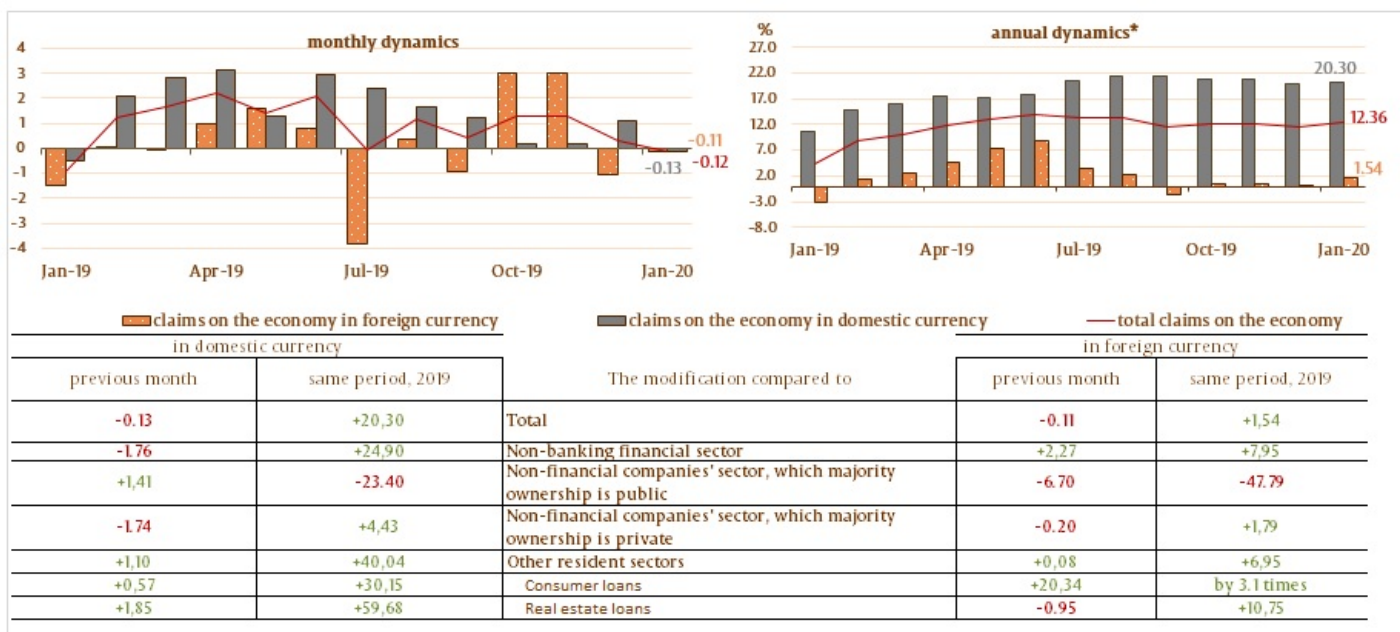 monthly dynamics
4
3
2
1
0
-1
-2
-3
-4
-0.11
-0.13
-0.12
Jan-19 Apr-19 Jul-19 Oct-19 Jan-20
annual dynamics*
%
27.0
22.0
17.0
12.0
7.0
2.0
-3.0
-8.0
20.30
12.36
1.54
Jan-19 Apr-19 Jul-19 Oct-19 Jan-20
claims on the economy in foreign currency claims on the economy in domestic currency total claims on the economy
in domestic currency in foreign currency
previous month same period, 2019 The modification compared to previous month same period, 2019
-0.13 +20,30 Total -0.11 +1,54
-1.76 +24,90 Non-banking financial sector +2,27 +7,95
+1,41 -23.40 Non-financial companies' sector, which majority ownership is public -6.70 -47.79
-1.74 +4,43 Non-financial companies' sector, which majority ownership is private -0.20 +1,79
+1,10 +40,04 Other resident sectors +0,08 +6,95
+0,57 +30,15 Consumer loans +20,34 by 3.1 times
+1,85 +59,68 Real estate loans -0.95 +10,75